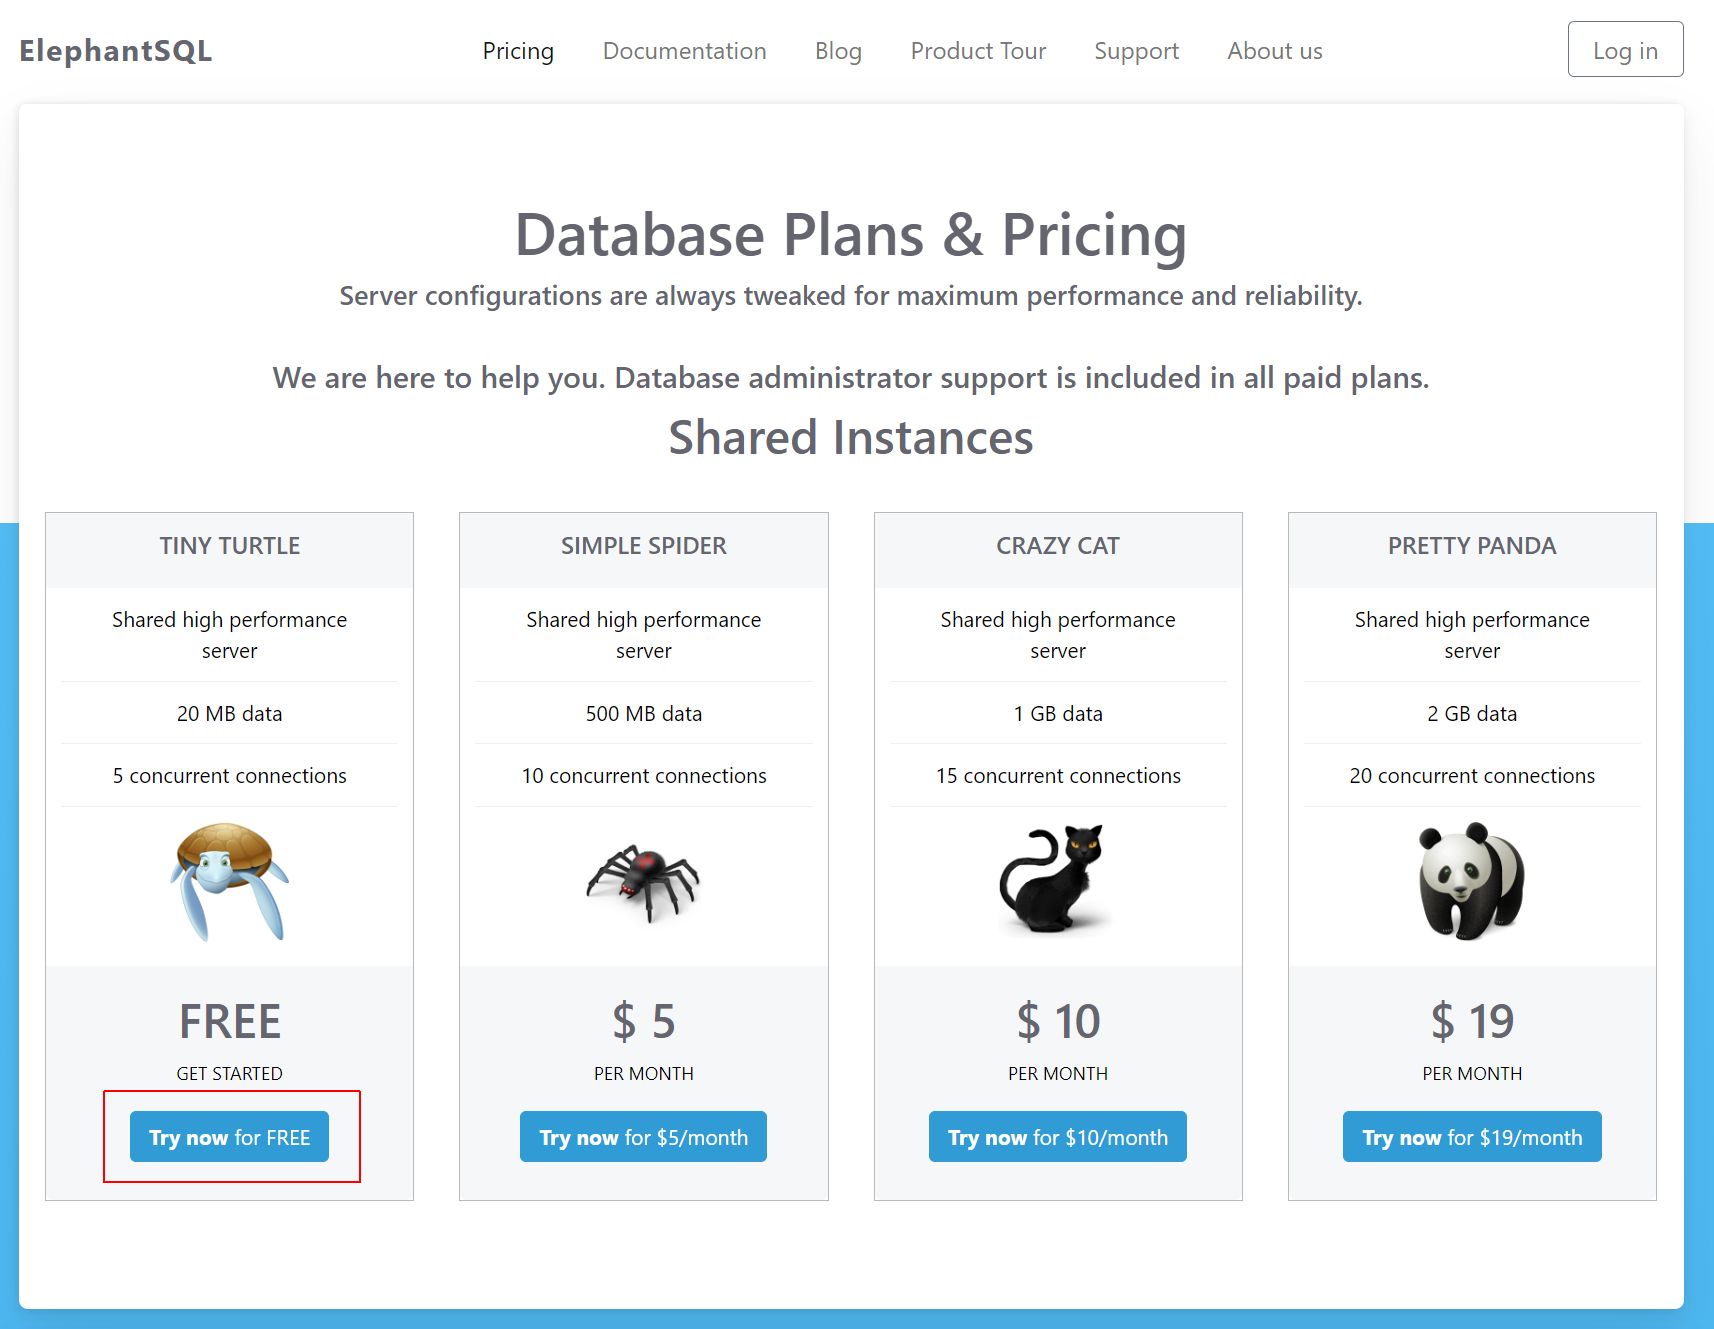 ElephantSQL
Pricing
Documentation
Blog
Product Tour
Support
About us
Log in
Database Plans & Pricing
Server configurations are always tweaked for maximum performance and reliability.
We are here to help you. Database administrator support is included in all paid plans.
Shared Instances
TINY TURTLE
Shared high performance
server
20 MB data
5 concurrent connections
FREE
GET STARTED
Try now for FREE
SIMPLE SPIDER
Shared high performance
server
500 MB data
10 concurrent connections
$ 5
PER MONTH
Try now for $5/month
CRAZY CAT
Shared high performance
server
1 GB data
15 concurrent connections
$ 10
PER MONTH
Try now for $10/month
PRETTY PANDA
Shared high performance
server
2 GB data
20 concurrent connections
$ 19
PER MONTH
Try now for $19/month